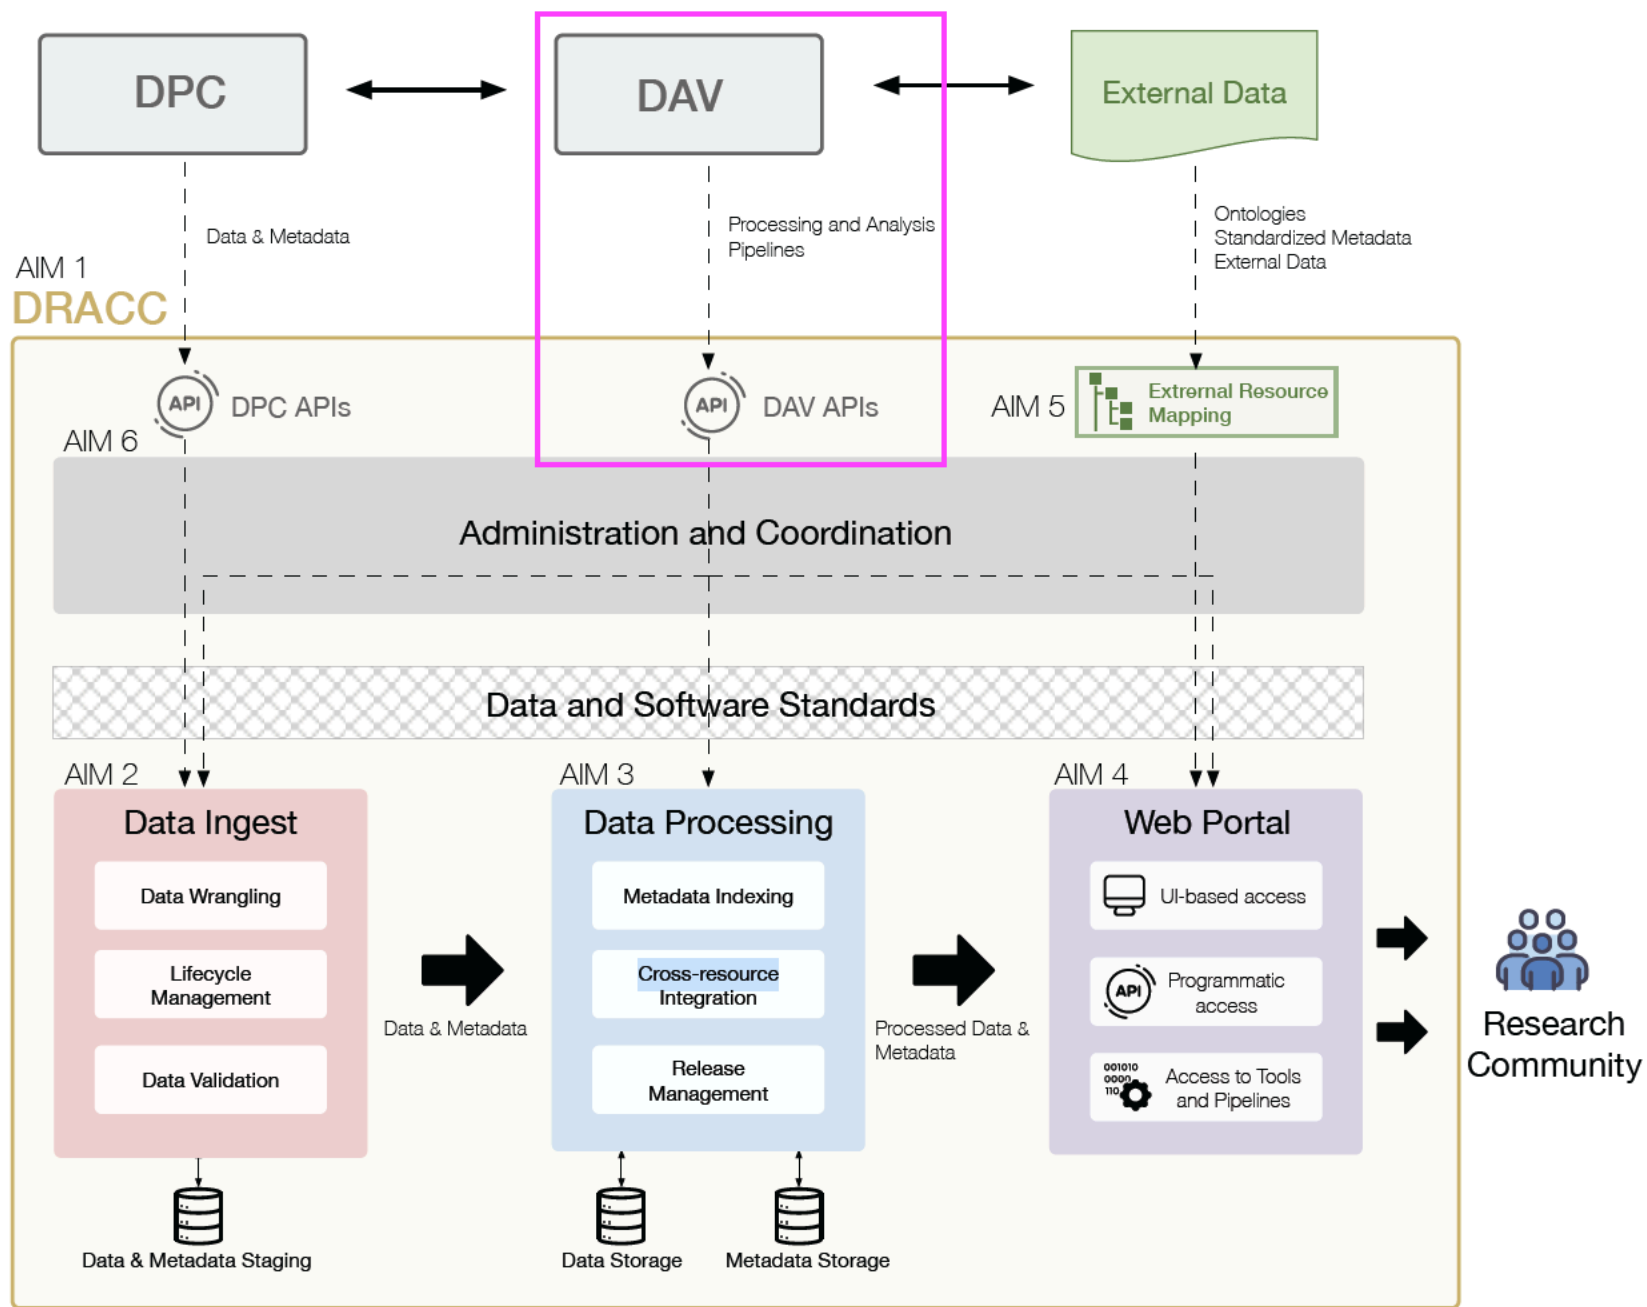 DPC
DAV
External Data
Data & Metadata
Processing and Analysis
Pipelines
Ontologies
Standardized Metadata
External Data
AIM 1
DRACC
API
DPC APIs
API
DAV APIs
AIM 5
Extrernal Resource
Mapping
AIM 6
Administration and Coordination
Data and Software Standards
AIM 2
Data Ingest
Data Wrangling
Lifecycle
Management
Data Validation
Data & Metadata
AIM 3
Data Processing
Metadata Indexing
Cross-resource
Integration
Release
Management
Processed Data &
Metadata
AIM 4
Web Portal
UI-based access
API
Programmatic
access
001010
0000
110
Access to Tools
and Pipelines
Research
Community
Data & Metadata Staging
Data Storage
Metadata Storage